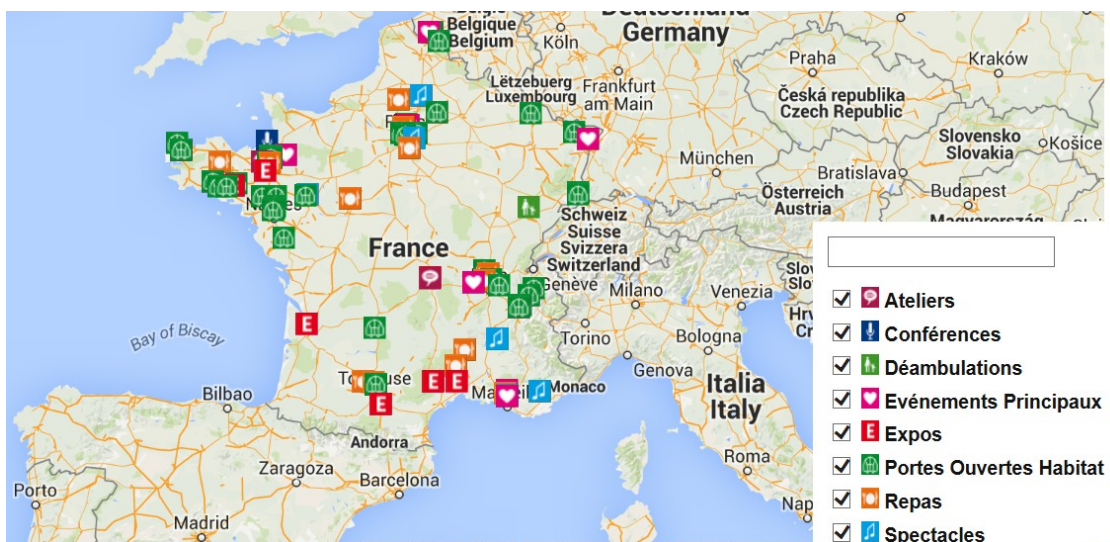 België
Belgique
Belgium
Deutschland
Germany
Köln
Praha
Kraków
Lëtzebuerg
Luxembourg
Frankfurt
am Main
Česká republika
Czech Republic
Slovensko
Slovakia
Košice
München
Bratislava
Österreich
Austria
Budapest
Magyarország
Schweiz
Suisse
Svizzera
Switzerland
France
Genève
Milano
Venezia
Torino
Bologna
Bay of Biscay
Genova
Monaco
Italia
Italy
Bilbao
Andorra
Roma
Zaragoza
Barcelona
Porto
Madrid
Ateliers
Conférences
Déambulations
Evénements Principaux
Expos
Portes Ouvertes Habitat
Repas
Spectacles